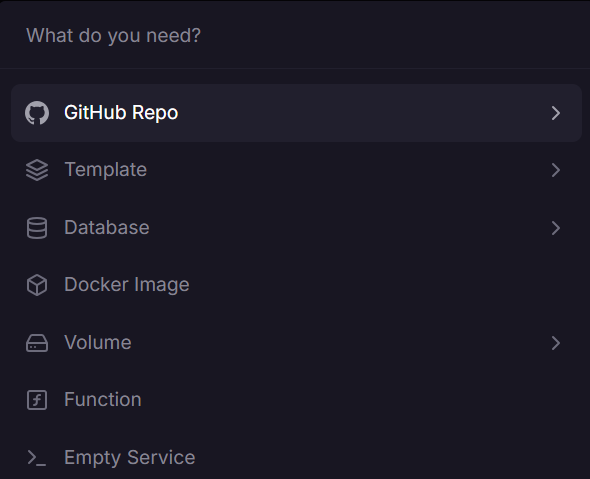 What do you need?
GitHub Repo
Template
Database
Docker Image
Volume
Function
Empty Service